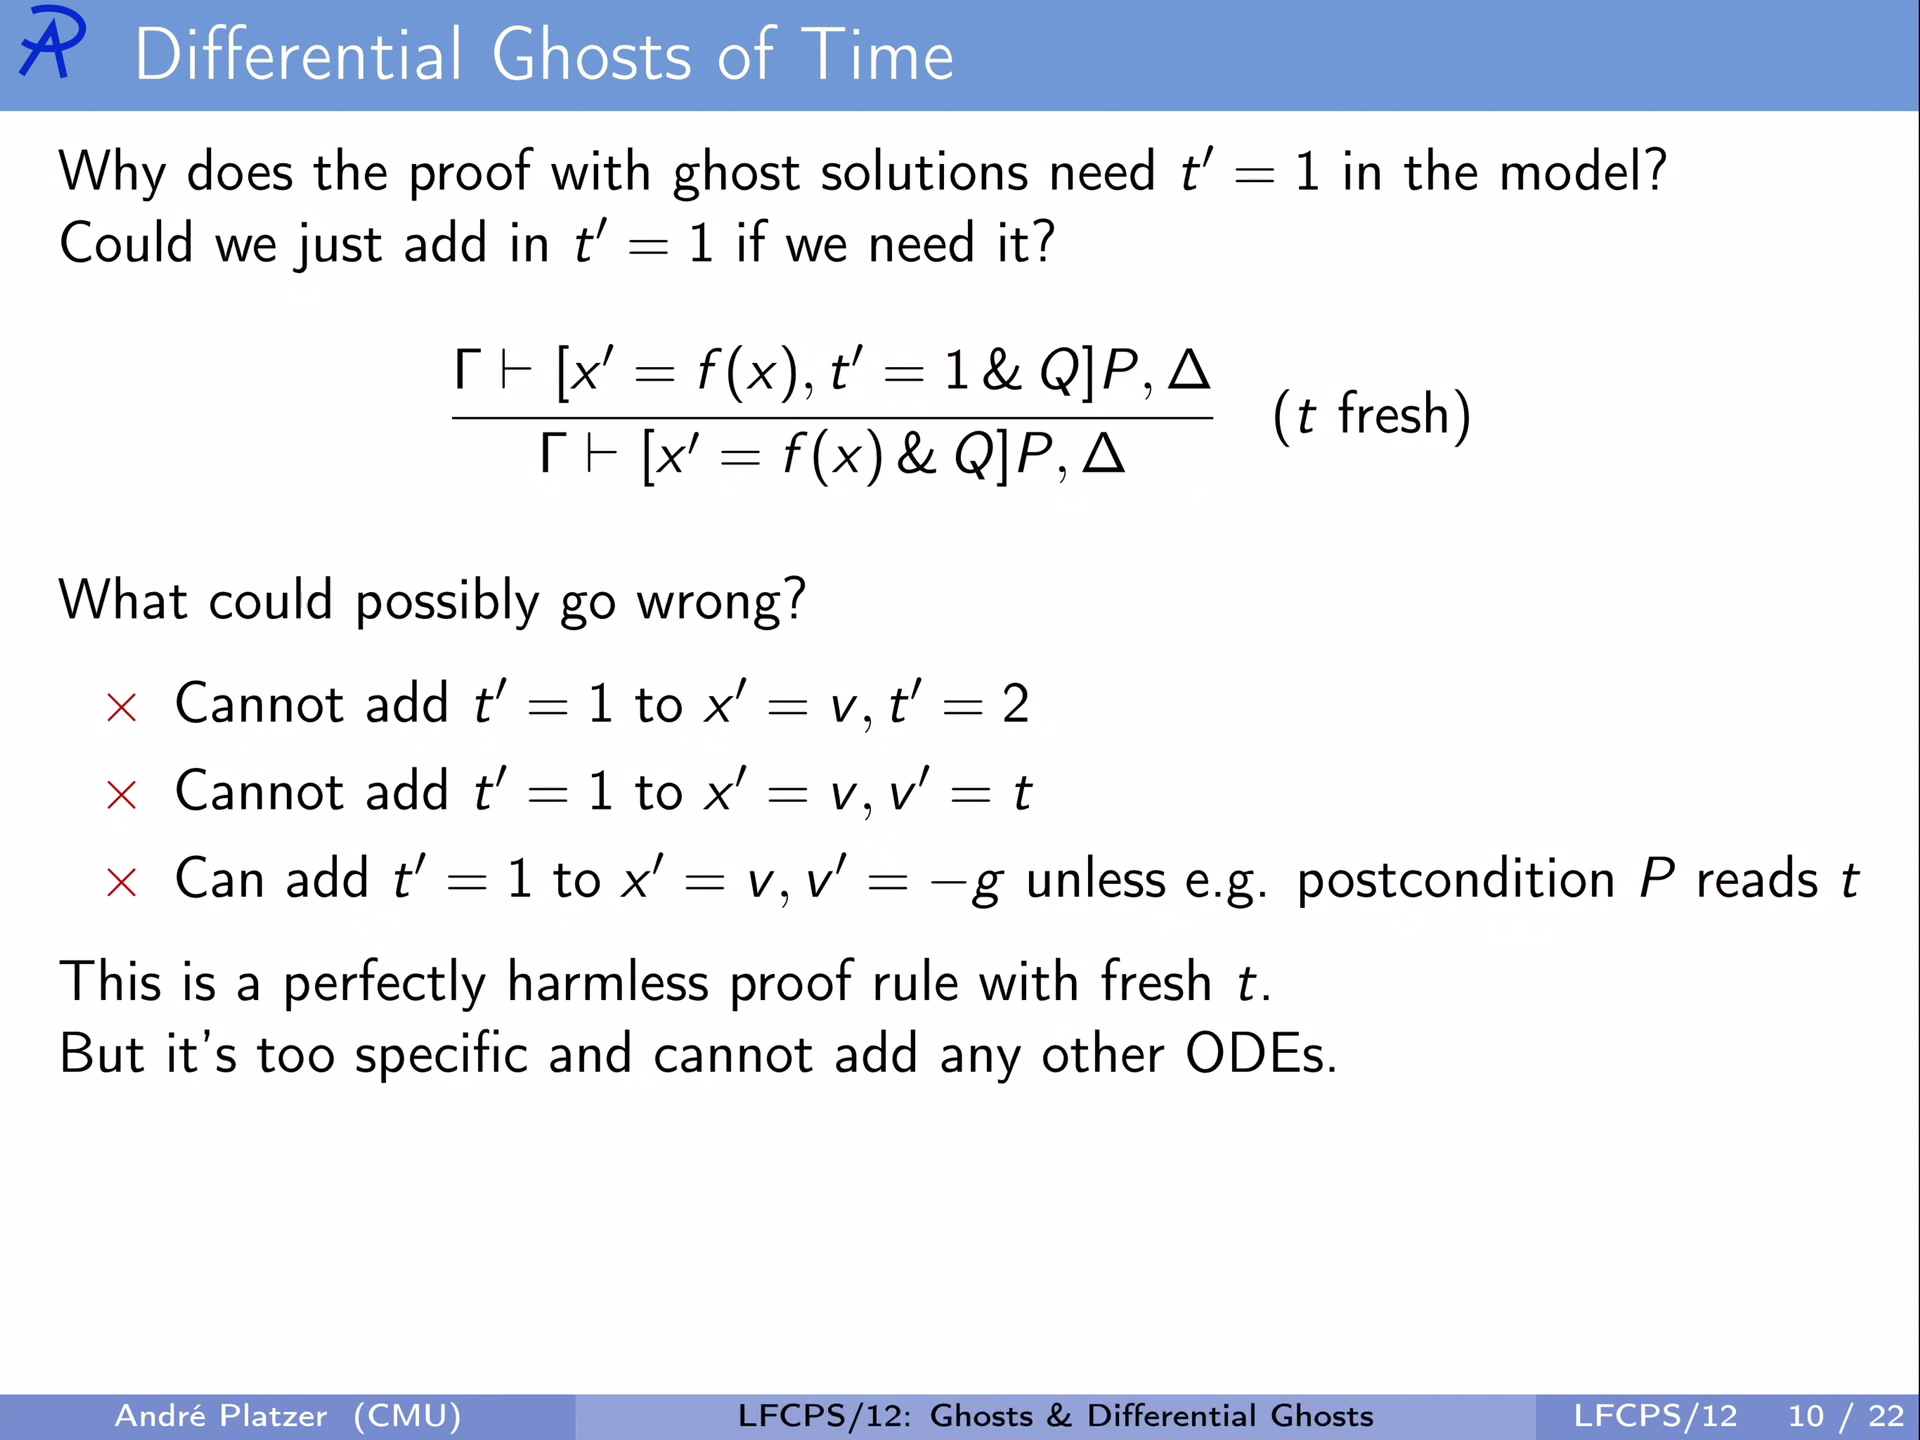 Differential Ghosts of Time
Why does the proof with ghost solutions need t′ = 1 in the model?
Could we just add in t′ = 1 if we need it?
Γ ⊢ [x′ = f(x), t′ = 1 & Q]P, Δ
Γ ⊢ [x′ = f(x) & Q]P, Δ
(t fresh)
What could possibly go wrong?
× Cannot add t′ = 1 to x′ = v, t′ = 2
× Cannot add t′ = 1 to x′ = v, v′ = t
× Can add t′ = 1 to x′ = v, v′ = −g unless e.g. postcondition P reads t
This is a perfectly harmless proof rule with fresh t.
But it's too specific and cannot add any other ODEs.
André Platzer (CMU)
LFCPS/12: Ghosts & Differential Ghosts
LFCPS/12 10 / 22